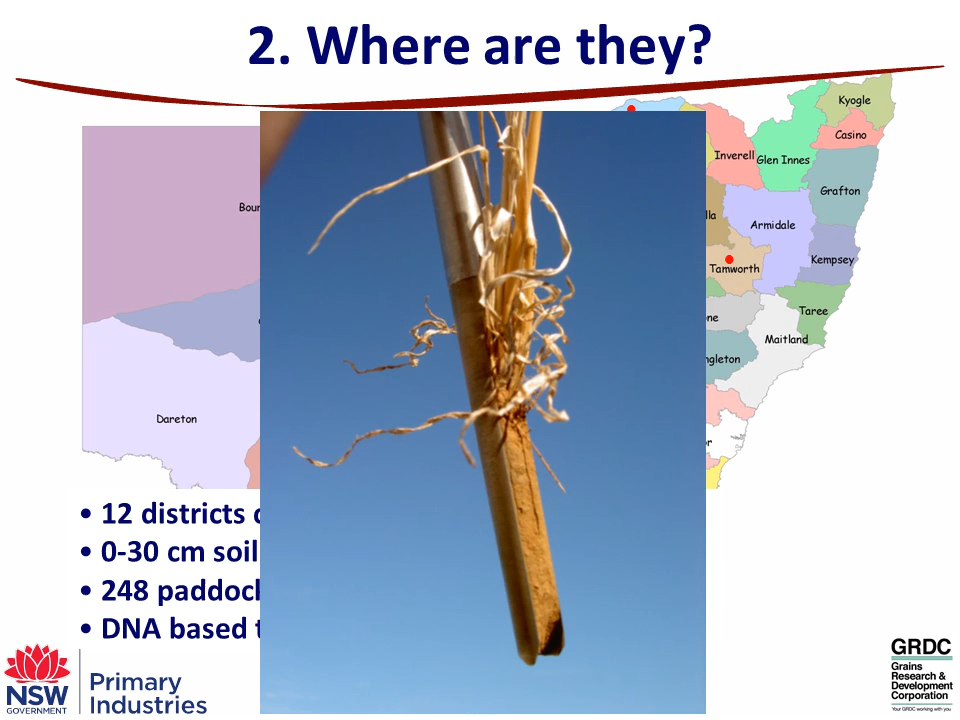 2. Where are they?
Kyogle
Casino
Inverell
Glen Innes
Grafton
Armidale
Tamworth
Kempsey
Taree
Maitland
Dareton
• 12 districts
• 0-30 cm soil
• 248
• DNA based
NSW
GOVERNMENT
Primary
Industries
GRDC
Grains
Research &
Development
Corporation
Your GRDC working with you